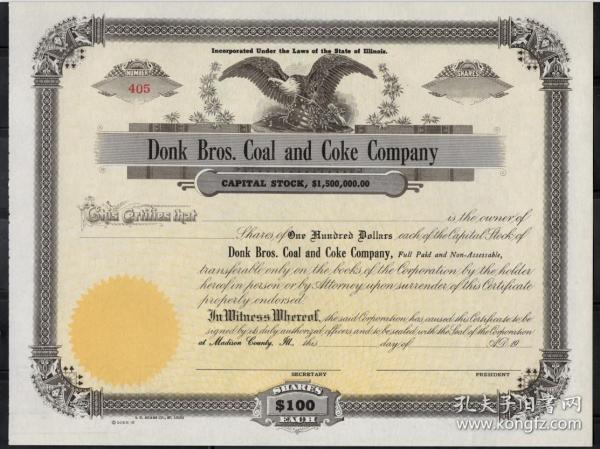 Incorporated Under the Laws of the State of Illinois.
NUMBER
405
SHARES
Donk Bros. Coal and Coke Company
CAPITAL STOCK, $1,500,000.00
This Certifies that is the owner of
Shares of One Hundred Dollars each of the Capital Stock of
Donk Bros. Coal and Coke Company, Full Paid and Non-Assessable,
transferable only on the books of the Corporation by the holder
hereof in person or by Attorney upon surrender of this Certificate
properly endorsed.
In Witness Whereof, the said Corporation has caused this Certificate to be
signed by its duly authorized officers and to be sealed with the Seal of the Corporation
at Madison County, Ill. this day of A.D. 19
SECRETARY
PRESIDENT
SHARES
$100
EACH
孔夫子旧书网
www.kongfz.com